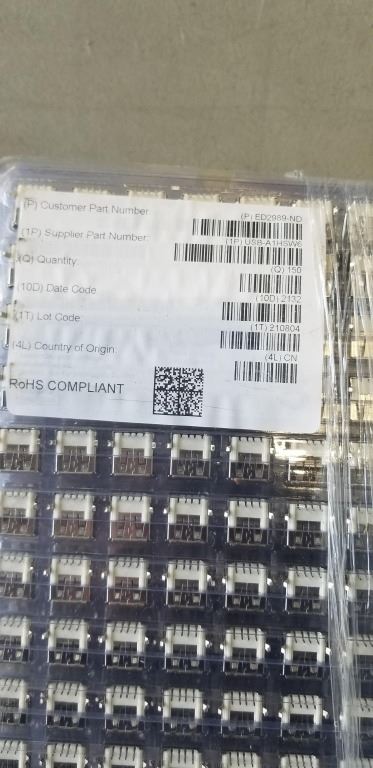 (P) Customer Part Number:
(P) ED2989-ND
(1P) Supplier Part Number:
(1P) USB-A1HSW6
(Q) Quantity:
(Q) 150
(10D) Date Code
(10D) 2132
(1T) Lot Code:
(1T) 210804
(4L) Country of Origin:
(4L) CN
RoHS COMPLIANT